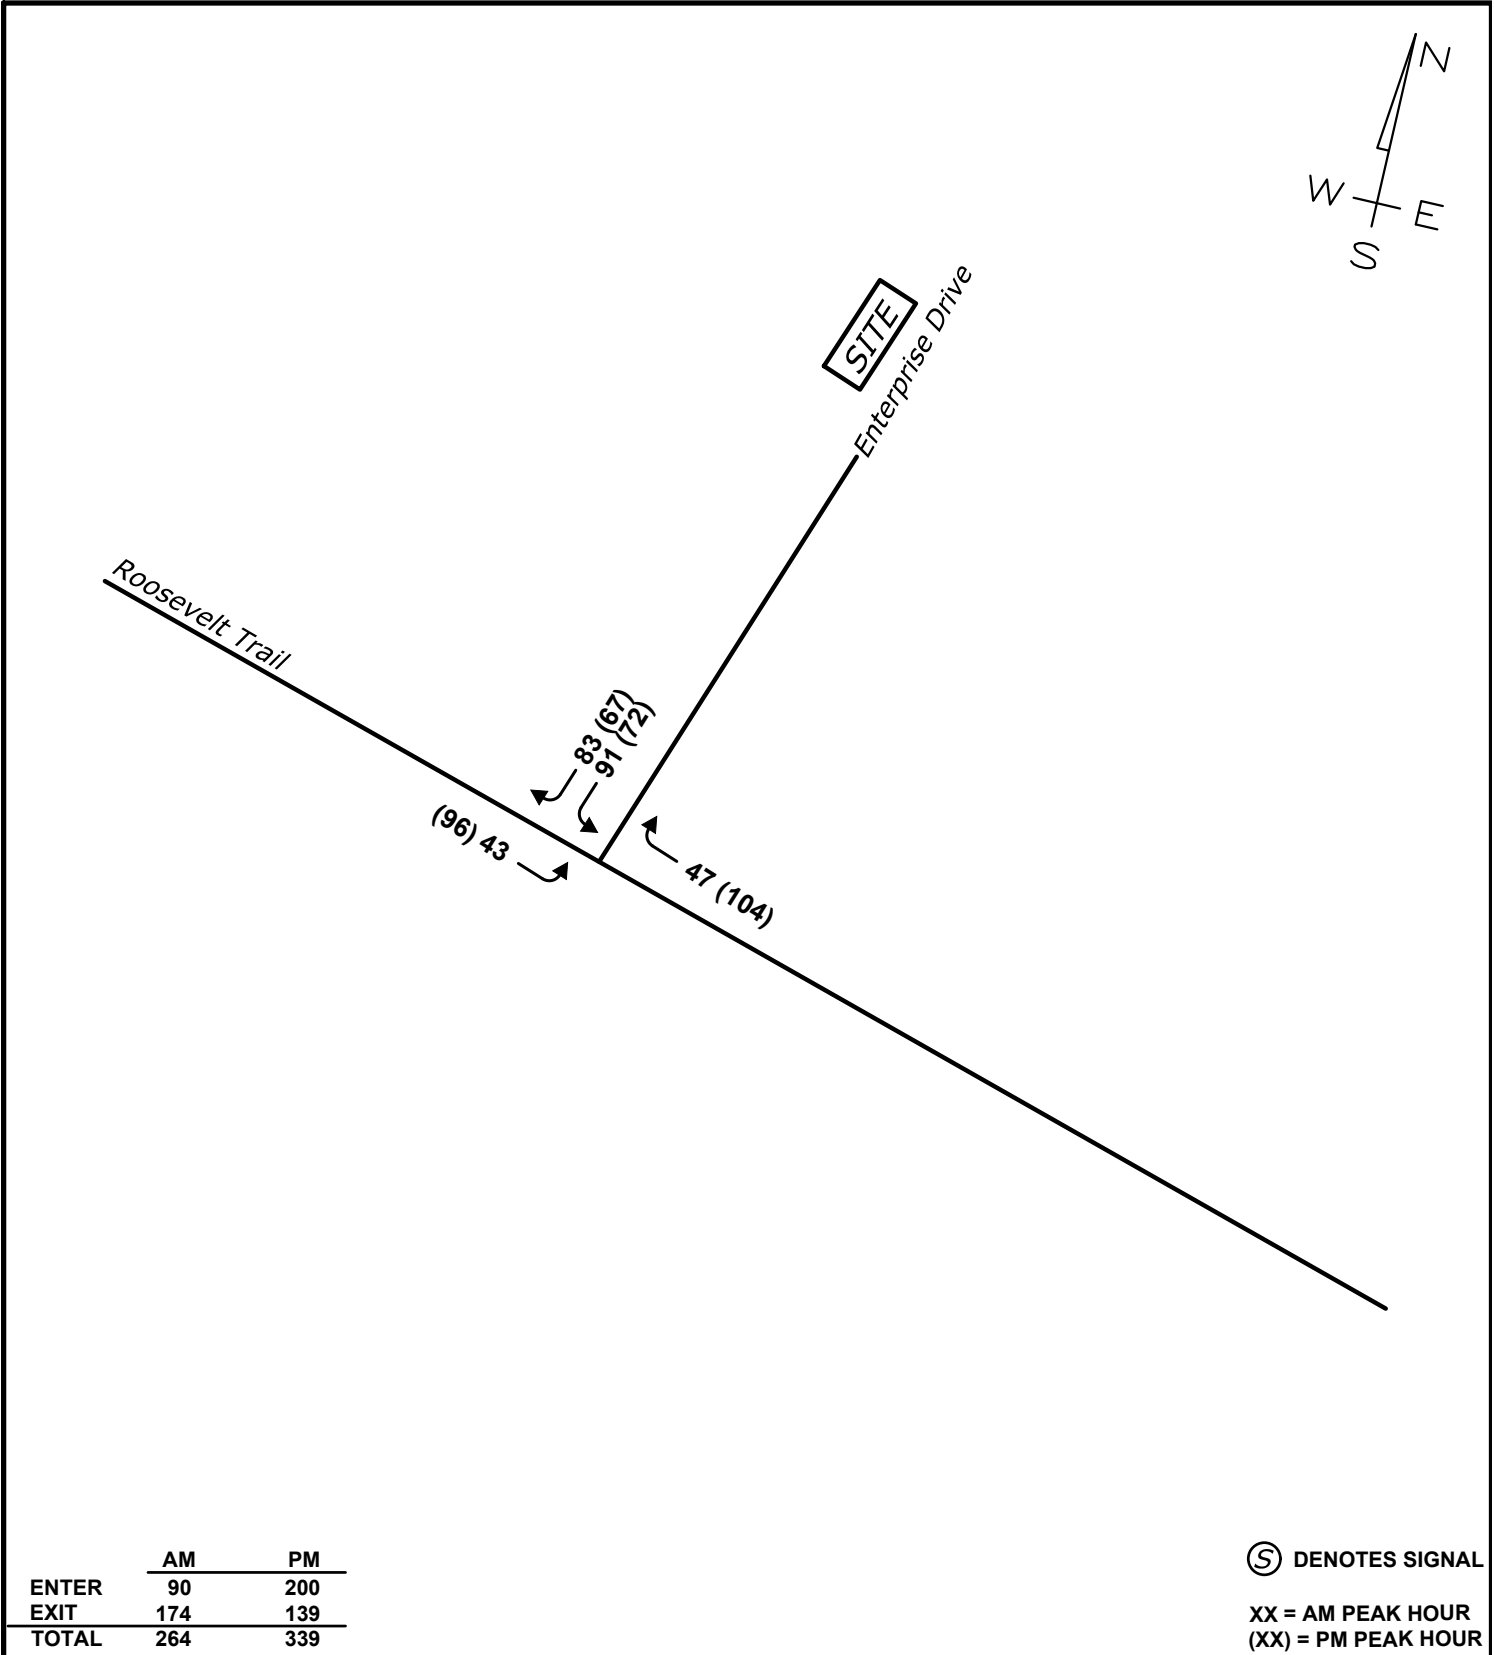 N
W
E
S
SITE
Enterprise Drive
Roosevelt Trail
83 (67)
91 (72)
(96) 43
47 (104)
AM PM
ENTER 90 200
EXIT 174 139
TOTAL 264 339
S DENOTES SIGNAL
XX = AM PEAK HOUR
(XX) = PM PEAK HOUR